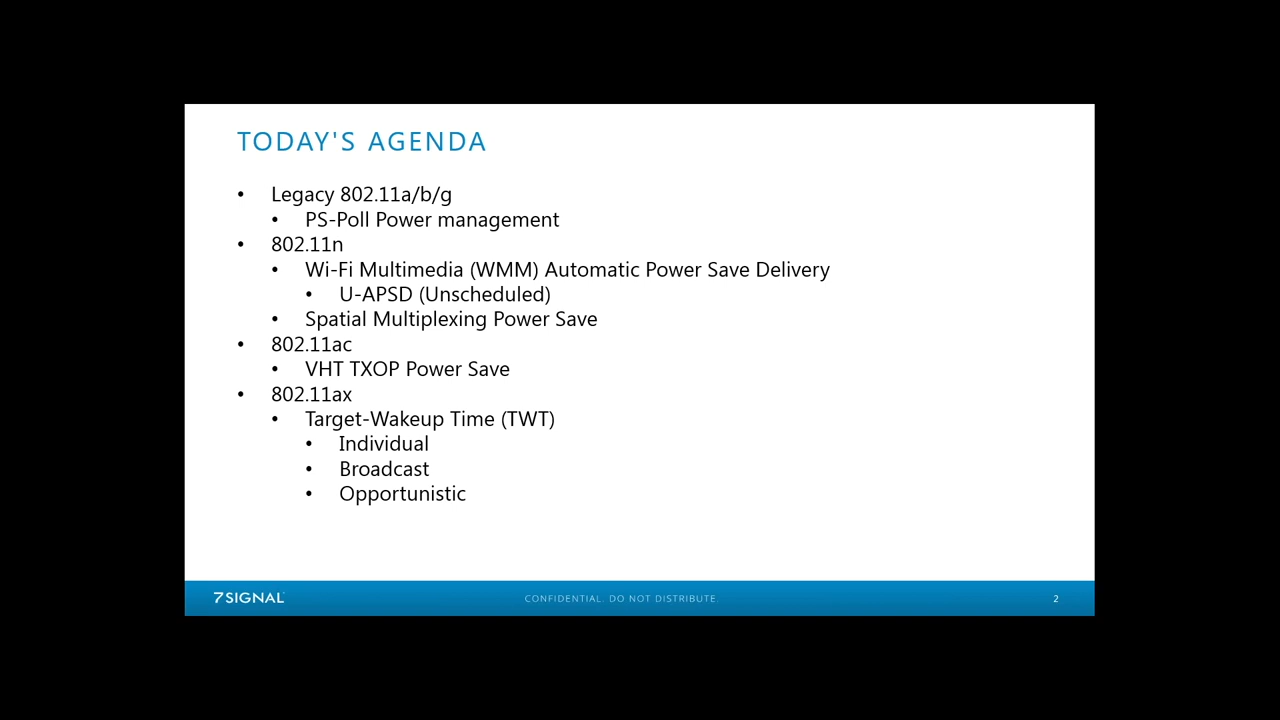 TODAY'S AGENDA
• Legacy 802.11a/b/g
• PS-Poll Power management
• 802.11n
• Wi-Fi Multimedia (WMM) Automatic Power Save Delivery
• U-APSD (Unscheduled)
• Spatial Multiplexing Power Save
• 802.11ac
• VHT TXOP Power Save
• 802.11ax
• Target-Wakeup Time (TWT)
• Individual
• Broadcast
• Opportunistic
7SIGNAL CONFIDENTIAL. DO NOT DISTRIBUTE. 2